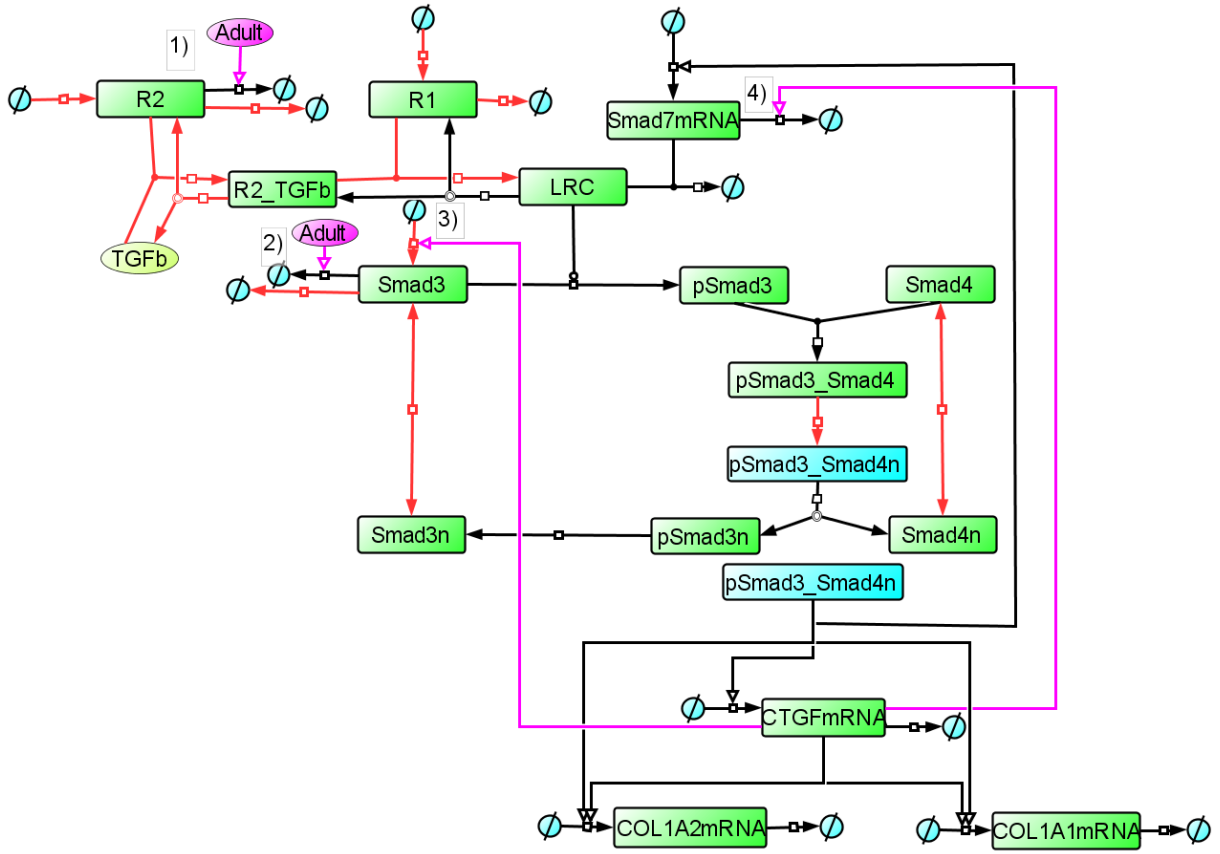 Adult
1)
R2
R1
Smad7mRNA
4)
R2_TGFb
LRC
TGFb
3)
2)
Adult
Smad3
pSmad3
Smad4
pSmad3_Smad4
pSmad3_Smad4n
Smad3n
pSmad3n
Smad4n
pSmad3_Smad4n
CTGFmRNA
COL1A2mRNA
COL1A1mRNA